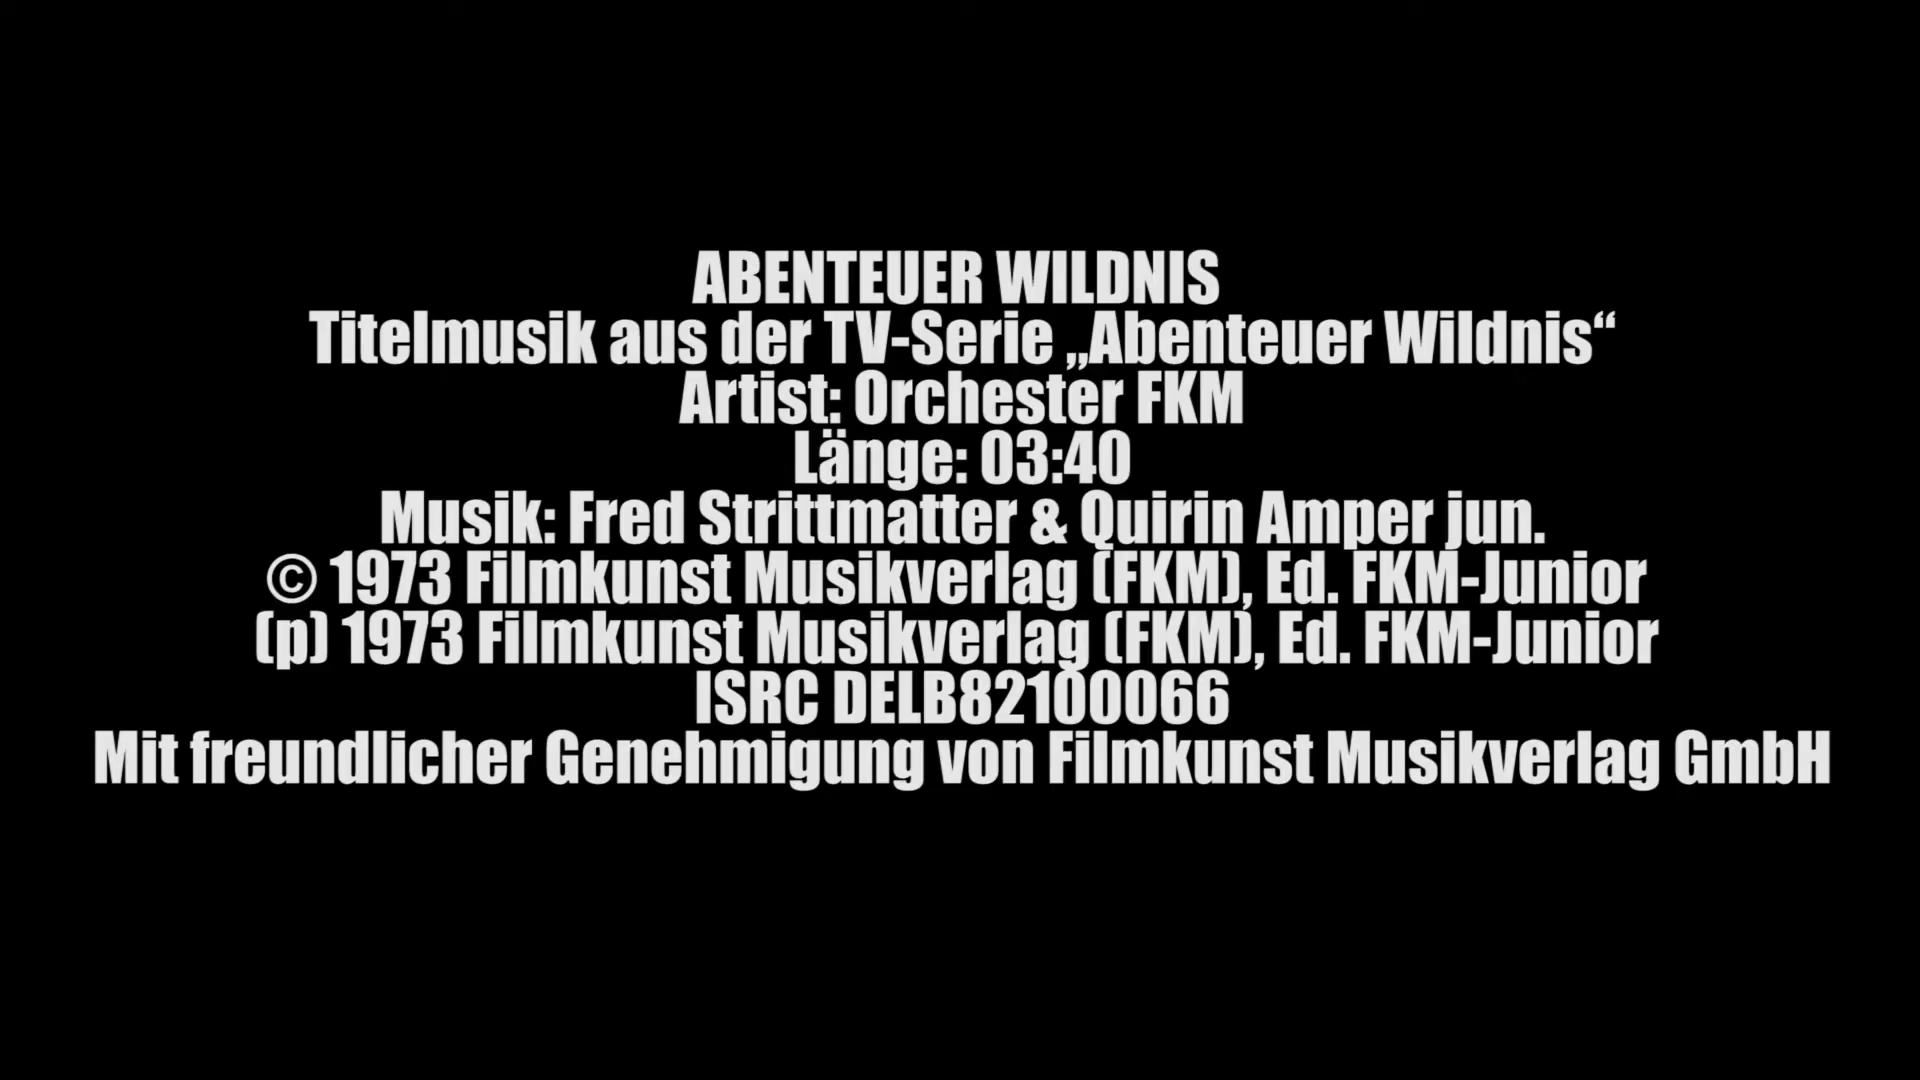 ABENTEUER WILDNIS
Titelmusik aus der TV-Serie „Abenteuer Wildnis“
Artist: Orchester FKM
Länge: 03:40
Musik: Fred Strittmatter & Quirin Amper jun.
© 1973 Filmkunst Musikverlag (FKM), Ed. FKM-Junior
(p) 1973 Filmkunst Musikverlag (FKM), Ed. FKM-Junior
ISRC DELB82100066
Mit freundlicher Genehmigung von Filmkunst Musikverlag GmbH